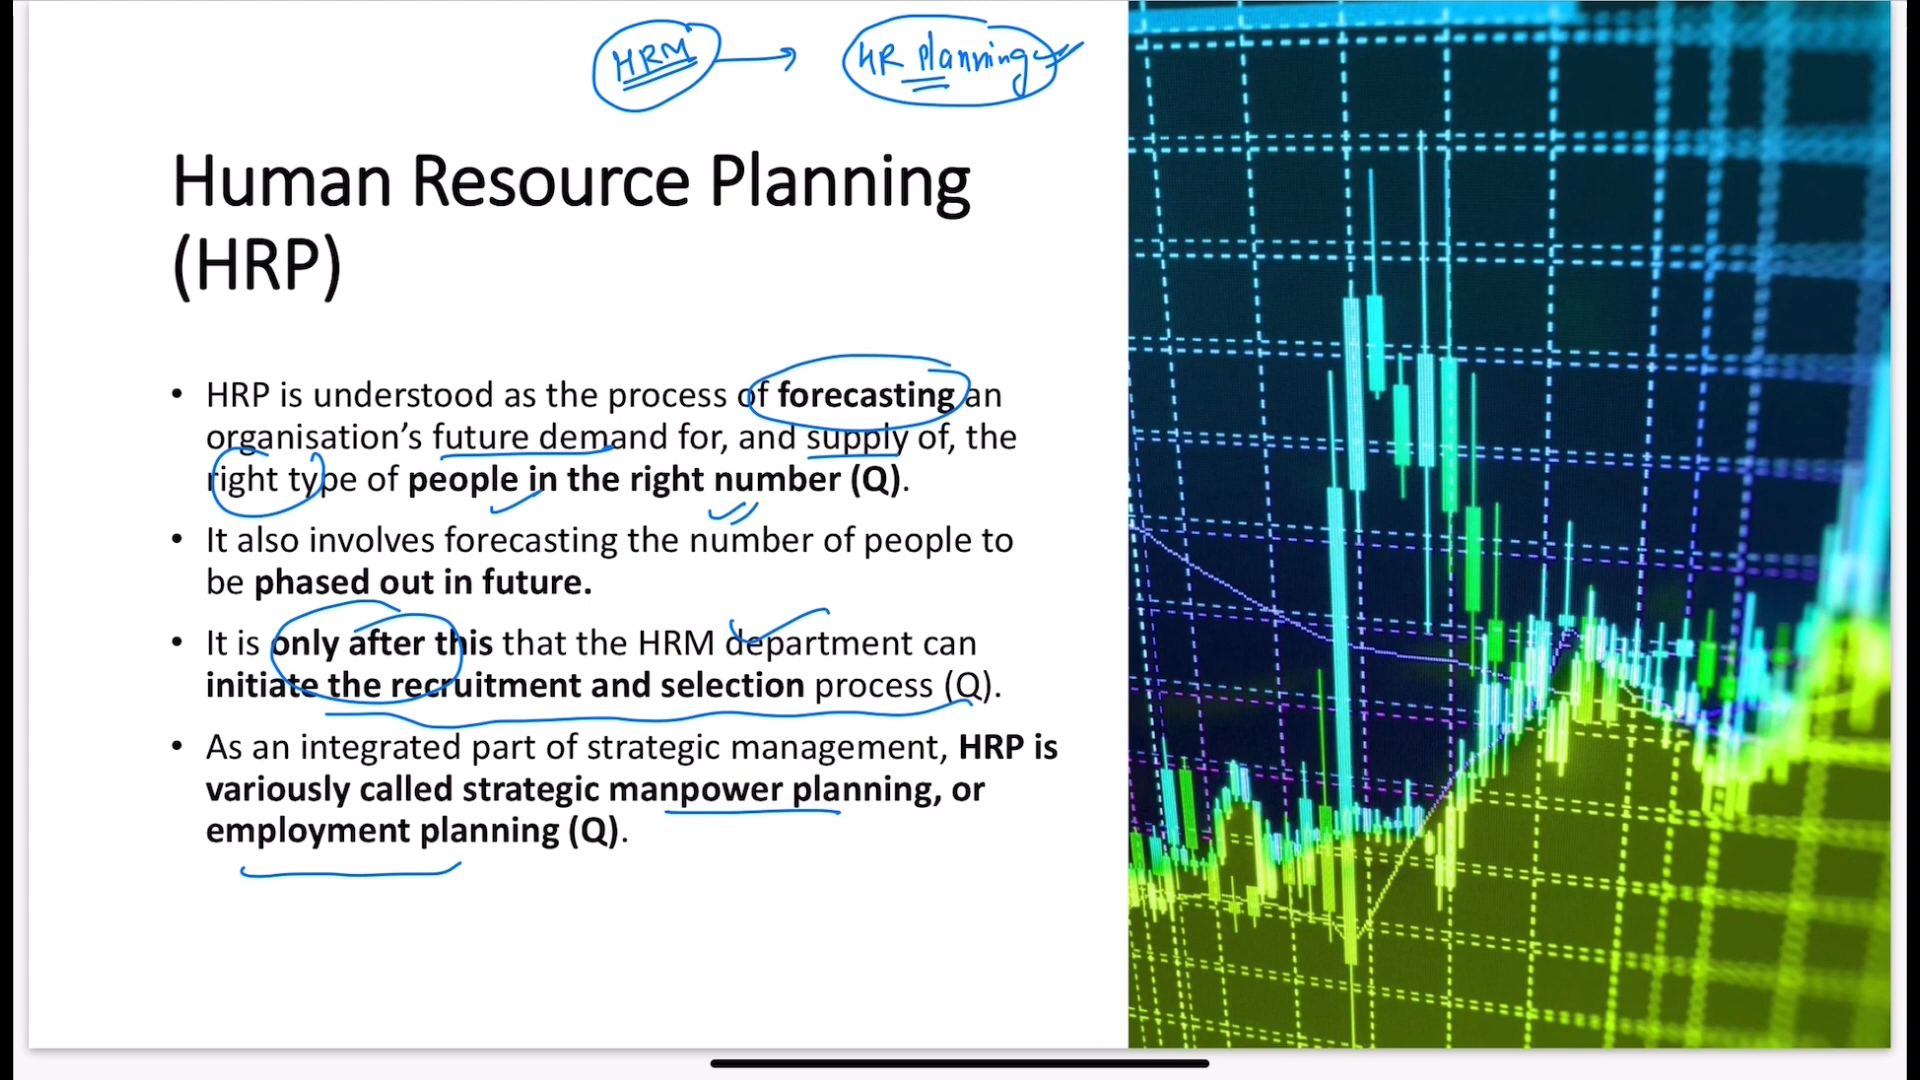 HRM HR Planning
Human Resource Planning
(HRP)
• HRP is understood as the process of forecasting an
organisation’s future demand for, and supply of, the
right type of people in the right number (Q).
• It also involves forecasting the number of people to
be phased out in future.
• It is only after this that the HRM department can
initiate the recruitment and selection process (Q).
• As an integrated part of strategic management, HRP is
variously called strategic manpower planning, or
employment planning (Q).